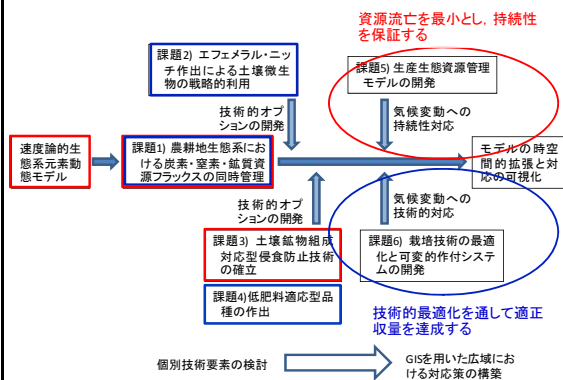 資源流亡を最小とし，持続性
を保証する
課題2) エフェメラル・ニッ
チ作出による土壌微生
物の戦略的利用
課題5) 生産生態資源管理
モデルの開発
技術的オプ
ションの開発
気候変動への
持続性対応
速度論的生
態系元素動
態モデル
課題1) 農耕地生態系にお
ける炭素・窒素・鉱質資
源フラックスの同時管理
モデルの時空
間的拡張と対
応の可視化
技術的オプ
ションの開発
気候変動への
技術的対応
課題3) 土壌鉱物組成
対応型侵食防止技術
の確立
課題6) 栽培技術の最適
化と可変的作付システ
ムの開発
課題4)低肥料適応型品
種の作出
技術的最適化を通して適正
収量を達成する
個別技術要素の検討
GISを用いた広域にお
ける対応策の構築